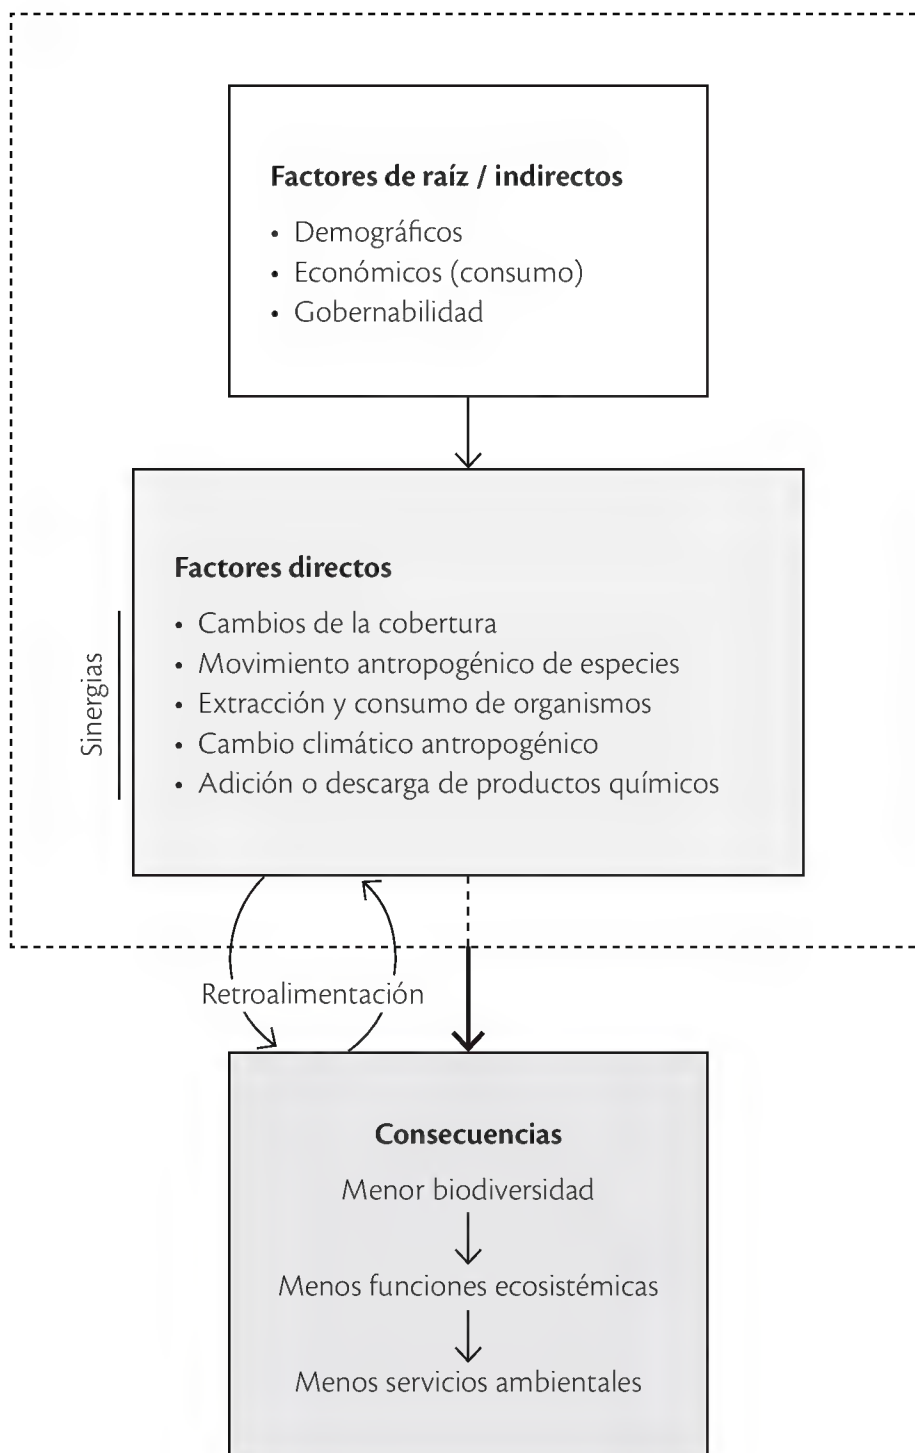 Factores de raíz / indirectos
• Demográficos
• Económicos (consumo)
• Gobernabilidad
Factores directos
• Cambios de la cobertura
• Movimiento antropogénico de especies
• Extracción y consumo de organismos
• Cambio climático antropogénico
• Adición o descarga de productos químicos
Sinergias
Retroalimentación
Consecuencias
Menor biodiversidad
Menos funciones ecosistémicas
Menos servicios ambientales